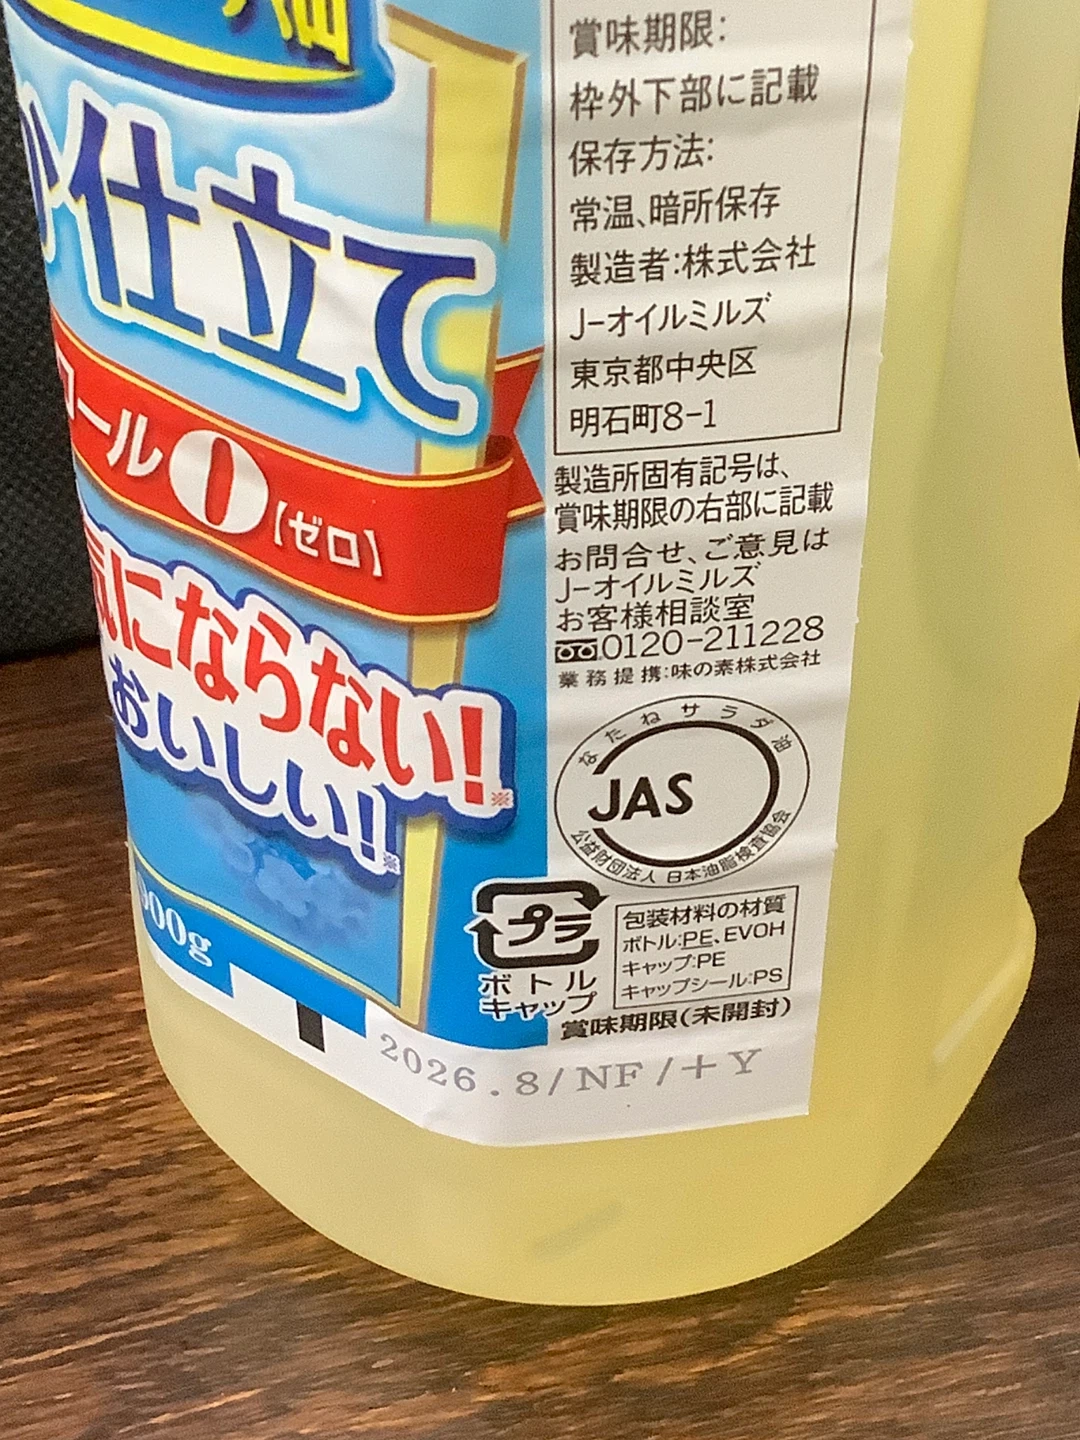 仕立て
コール0【ゼロ】
気にならない!※
おいしい!※
00g
賞味期限:
枠外下部に記載
保存方法:
常温、暗所保存
製造者:株式会社
J-オイルミルズ
東京都中央区
明石町8-1
製造所固有記号は、
賞味期限の右部に記載
お問合せ、ご意見は
J-オイルミルズ
お客様相談室
0120-211228
業務提携:味の素株式会社
なたねサラダ油
JAS
公益財団法人 日本油脂検査協会
プラ
ボトル
キャップ
包装材料の材質
ボトル:PE、EVOH
キャップ:PE
キャップシール:PS
賞味期限(未開封)
2026.8/NF/+Y